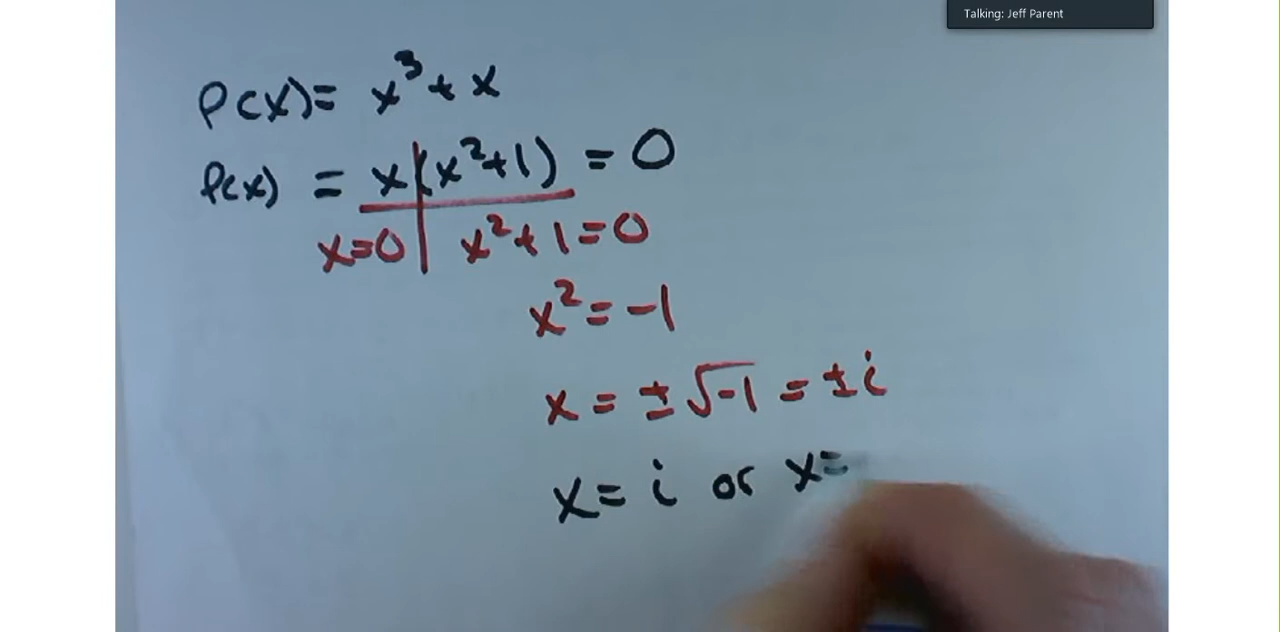 Talking: Jeff Parent
P(x)= x³+x
P(x) = x(x²+1) = 0
x=0 | x²+1=0
x²=-1
x = ±√-1 = ±i
x= i or x=